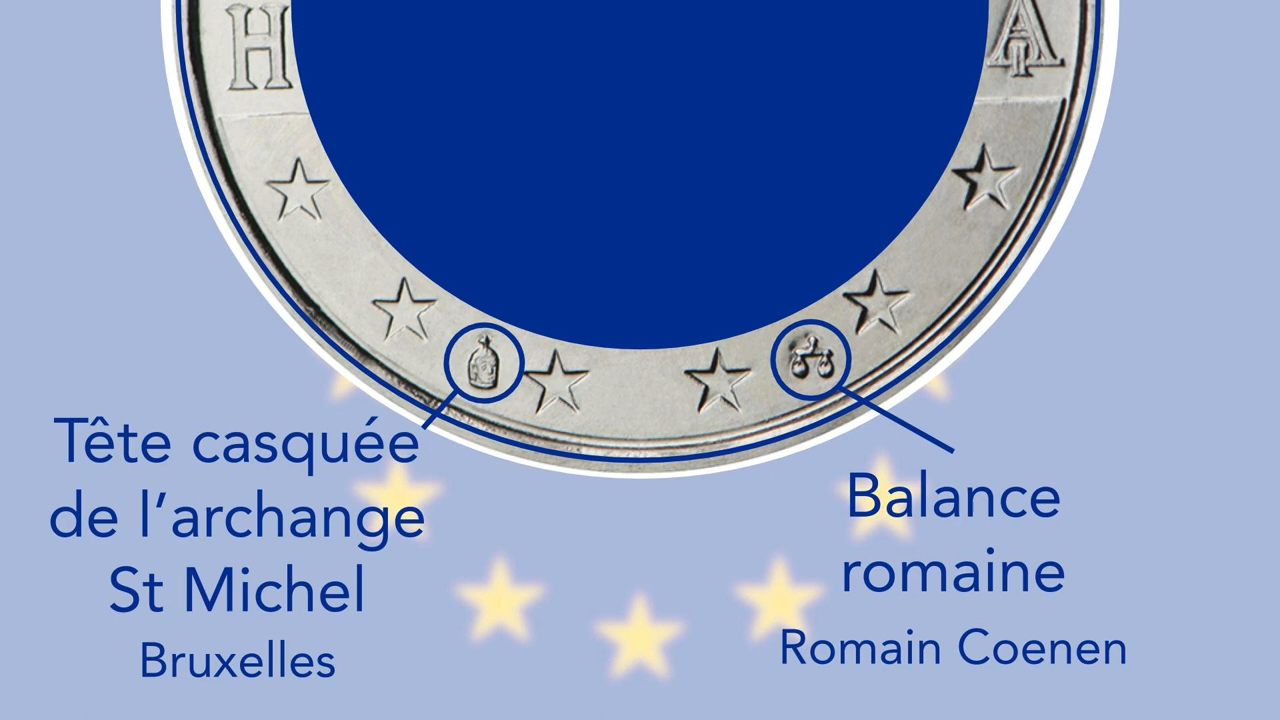 H
A
Tête casquée
de l’archange
St Michel
Bruxelles
Balance
romaine
Romain Coenen